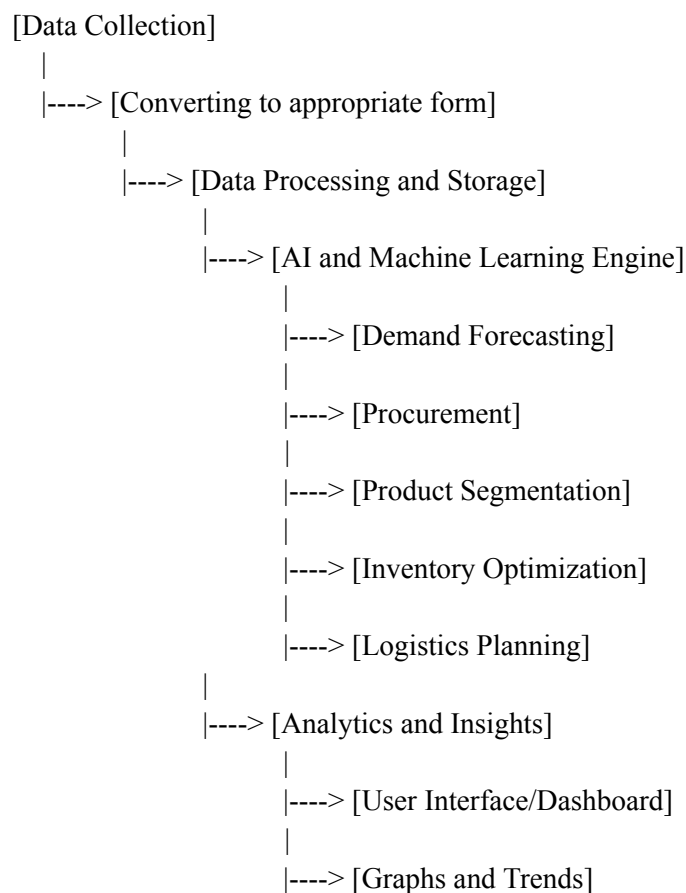 [Data Collection]
|
|----> [Converting to appropriate form]
|
|----> [Data Processing and Storage]
|
|----> [AI and Machine Learning Engine]
|
|----> [Demand Forecasting]
|
|----> [Procurement]
|
|----> [Product Segmentation]
|
|----> [Inventory Optimization]
|
|----> [Logistics Planning]
|
|----> [Analytics and Insights]
|
|----> [User Interface/Dashboard]
|
|----> [Graphs and Trends]